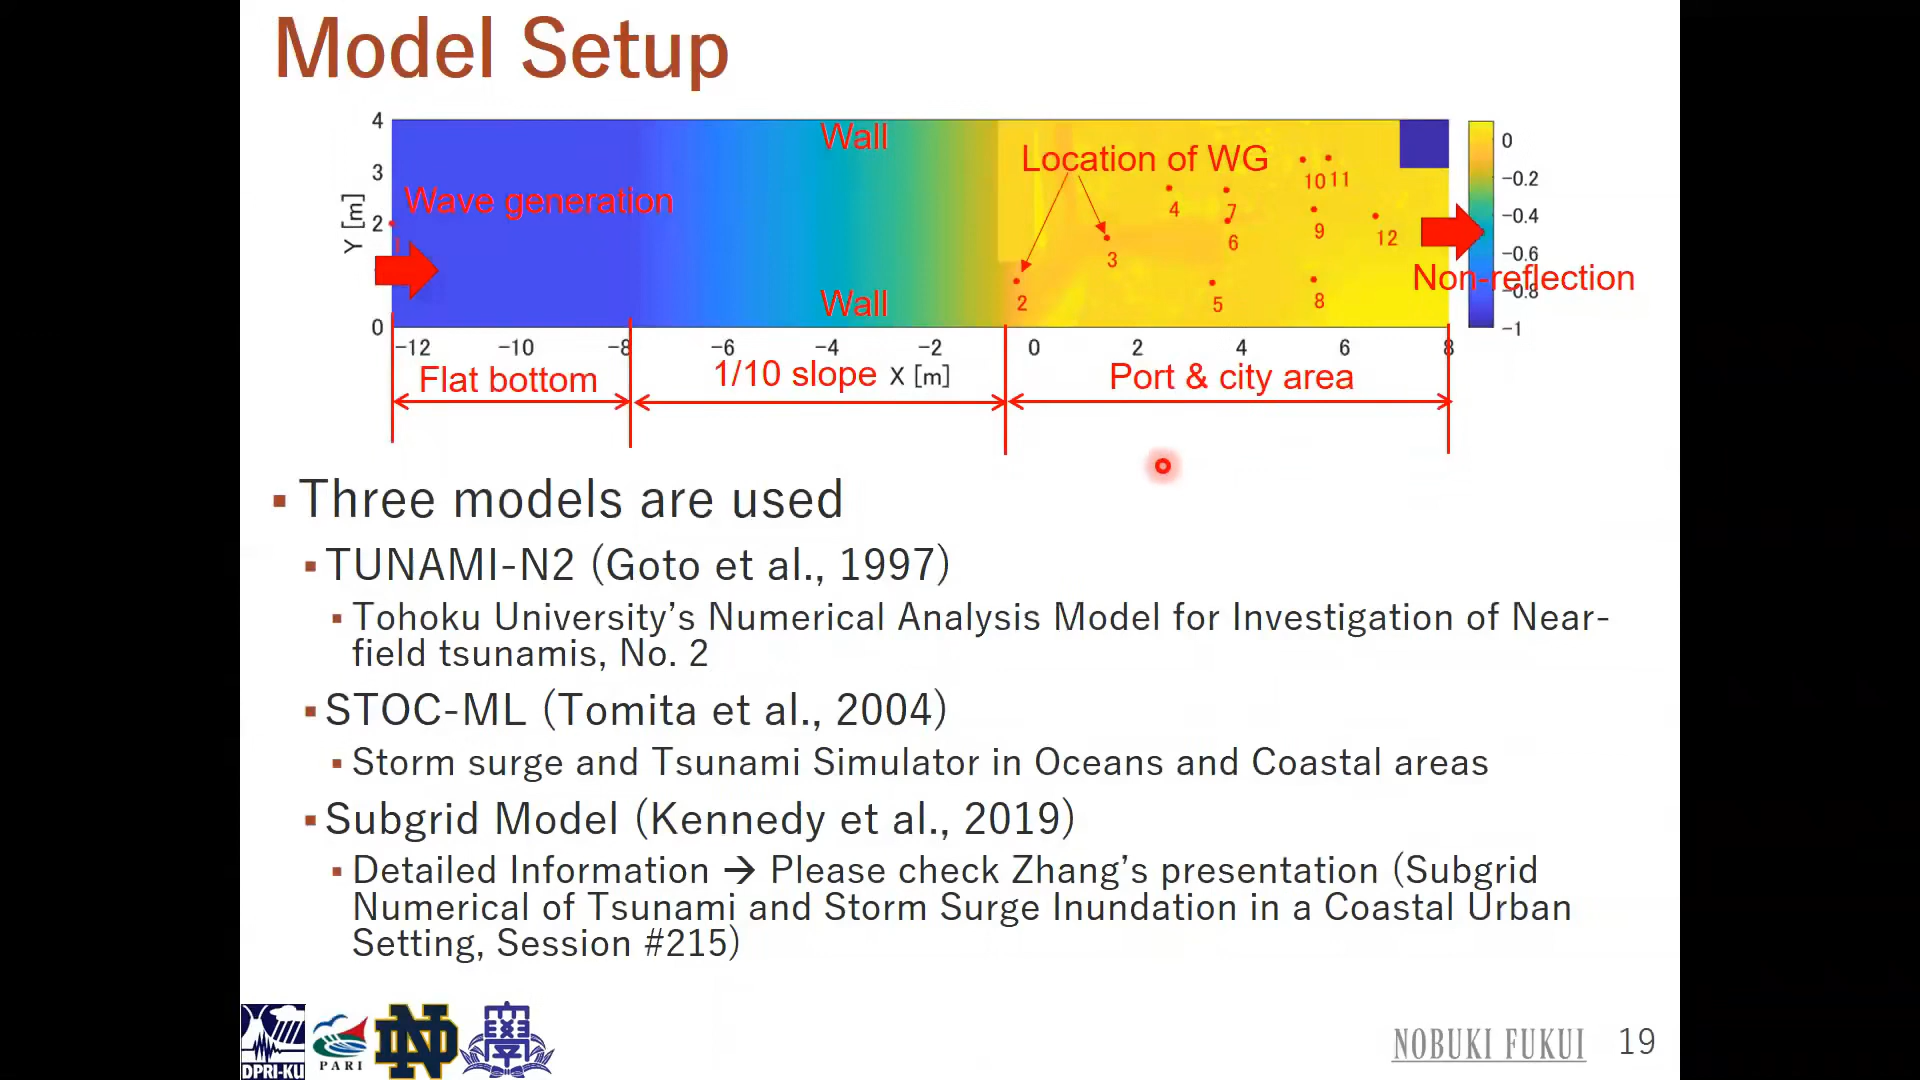 Model Setup
4
3
2
0
Y [m]
Wall
Wave generation
1
Wall
Location of WG
10 11
4
7
6
9
12
3
2
5
8
0
−0.2
−0.4
−0.6
−0.8
−1
Non-reflection
−12 −10 −8 −6 −4 −2 0 2 4 6 8
Flat bottom
1/10 slope X [m]
Port & city area
▪ Three models are used
▪ TUNAMI-N2 (Goto et al., 1997)
▪ Tohoku University’s Numerical Analysis Model for Investigation of Near-
field tsunamis, No. 2
▪ STOC-ML (Tomita et al., 2004)
▪ Storm surge and Tsunami Simulator in Oceans and Coastal areas
▪ Subgrid Model (Kennedy et al., 2019)
▪ Detailed Information → Please check Zhang’s presentation (Subgrid
Numerical of Tsunami and Storm Surge Inundation in a Coastal Urban
Setting, Session #215)
DPRI-KU
PARI
ND
NOBUKI FUKUI
19